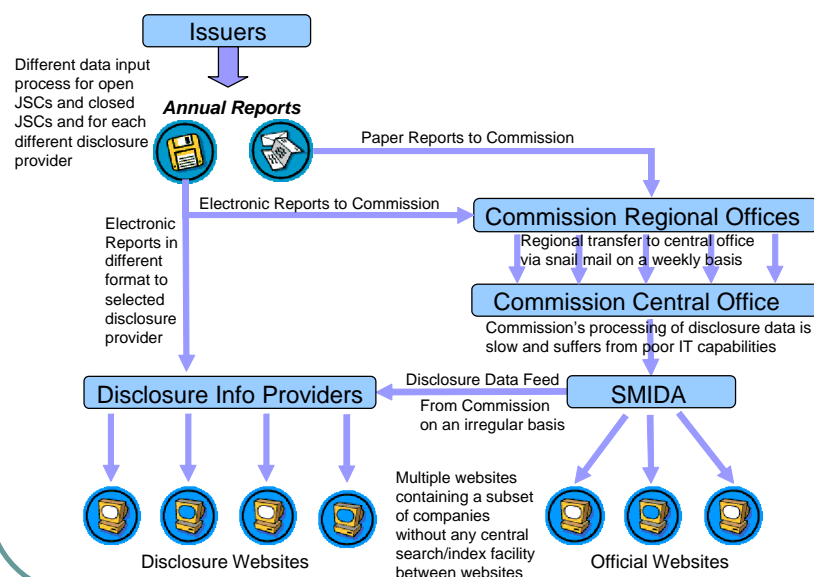 Issuers
Different data input
process for open
JSCs and closed
JSCs and for each
different disclosure
provider
Annual Reports
Paper Reports to Commission
Electronic Reports to Commission
Commission Regional Offices
Regional transfer to central office
via snail mail on a weekly basis
Electronic
Reports in
different
format to
selected
disclosure
provider
Commission Central Office
Commission's processing of disclosure data is
slow and suffers from poor IT capabilities
Disclosure Info Providers
Disclosure Data Feed
From Commission
on an irregular basis
SMIDA
Multiple websites
containing a subset
of companies
without any central
search/index facility
between websites
Disclosure Websites
Official Websites